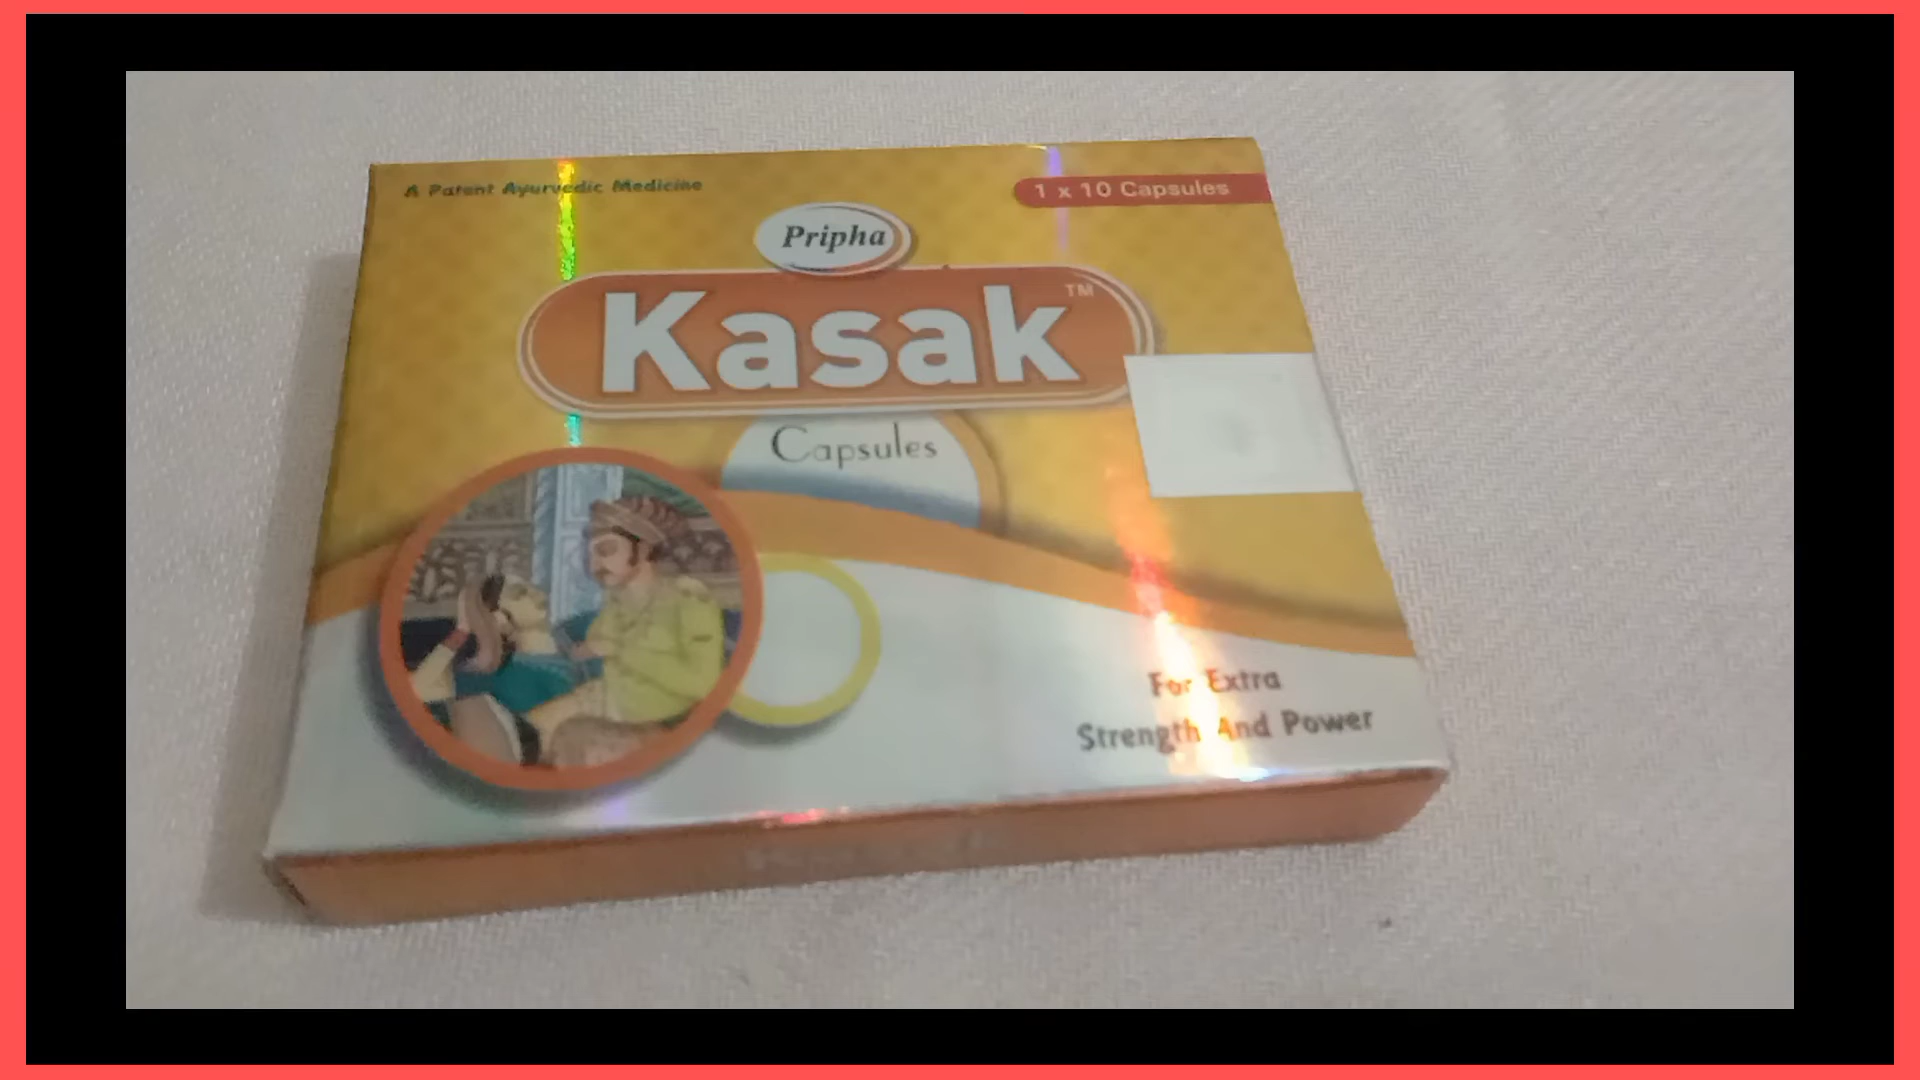 A Patent Ayurvedic Medicine
1 x 10 Capsules
Pripha
Kasak™
Capsules
For Extra
Strength And Power